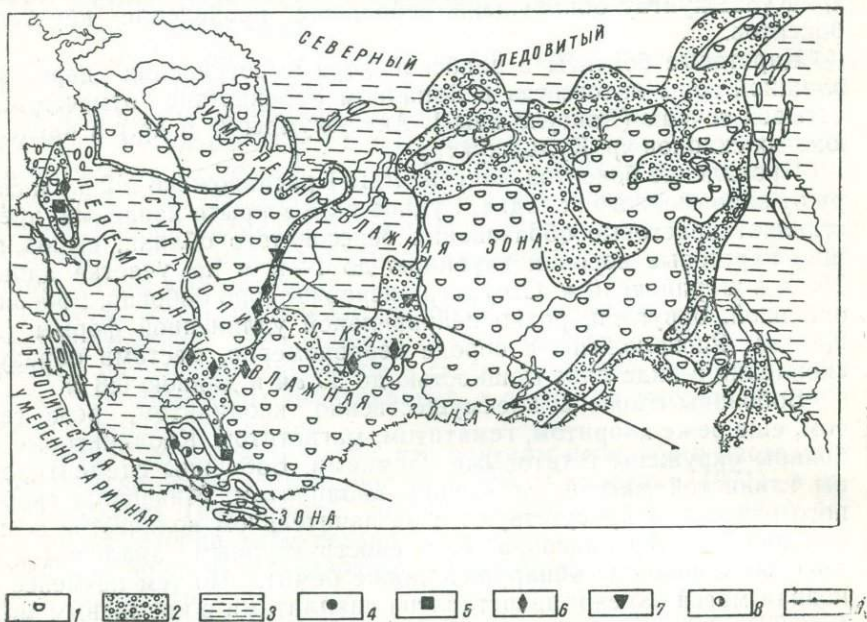 СЕВЕРНЫЙ ЛЕДОВИТЫЙ
УМЕРЕННО-ВЛАЖНАЯ ЗОНА
ПЕРЕМЕННО-
ВЛАЖНАЯ ЗОНА
СУБТРОПИЧЕСКАЯ
УМЕРЕННО-АРИДНАЯ ЗОНА
1 2 3 4 5 6 7 8 9